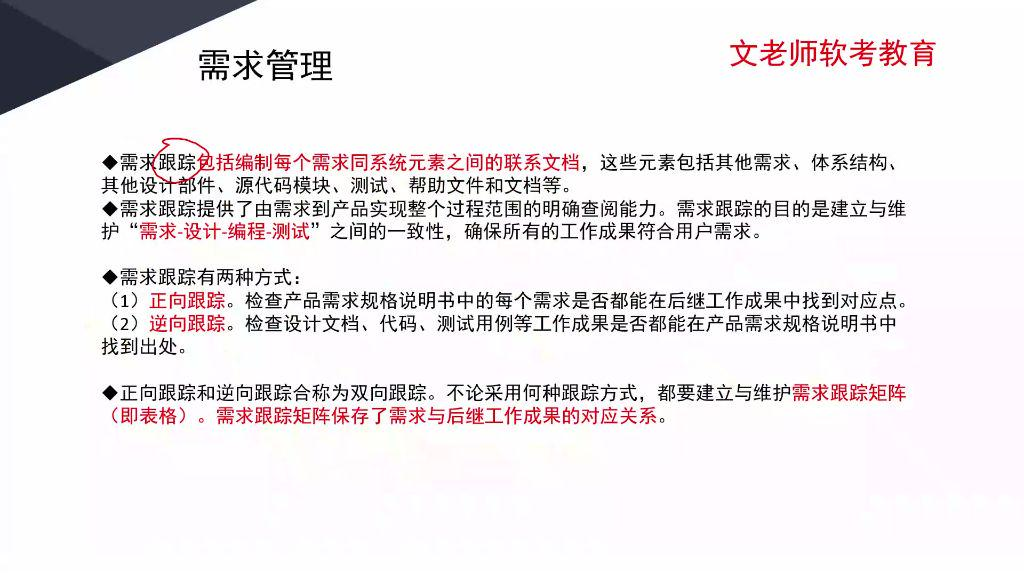 需求管理
文老师软考教育
◆需求跟踪包括编制每个需求同系统元素之间的联系文档，这些元素包括其他需求、体系结构、
其他设计部件、源代码模块、测试、帮助文件和文档等。
◆需求跟踪提供了由需求到产品实现整个过程范围的明确查阅能力。需求跟踪的目的是建立与维
护“需求-设计-编程-测试”之间的一致性，确保所有的工作成果符合用户需求。
◆需求跟踪有两种方式：
（1）正向跟踪。检查产品需求规格说明书中的每个需求是否都能在后继工作成果中找到对应点。
（2）逆向跟踪。检查设计文档、代码、测试用例等工作成果是否都能在产品需求规格说明书中
找到出处。
◆正向跟踪和逆向跟踪合称为双向跟踪。不论采用何种跟踪方式，都要建立与维护需求跟踪矩阵
（即表格）。需求跟踪矩阵保存了需求与后继工作成果的对应关系。